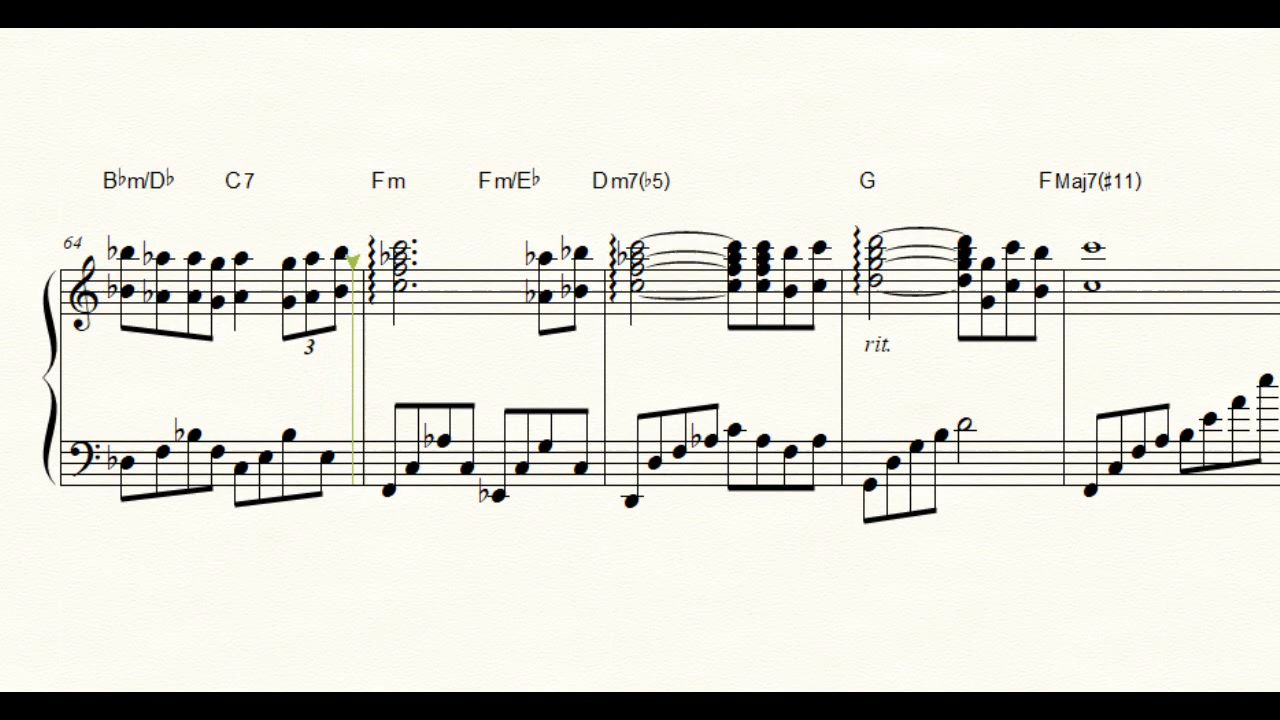 B♭m/D♭ C7 Fm Fm/E♭ Dm7(♭5) G FMaj7(♯11)
64
3 rit.